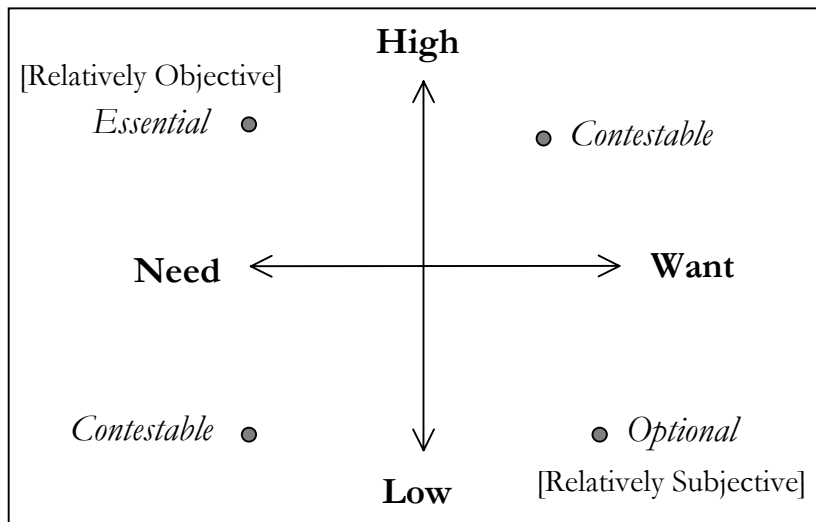 High
[Relatively Objective]
Essential
Contestable
Need
Want
Contestable
Optional
[Relatively Subjective]
Low